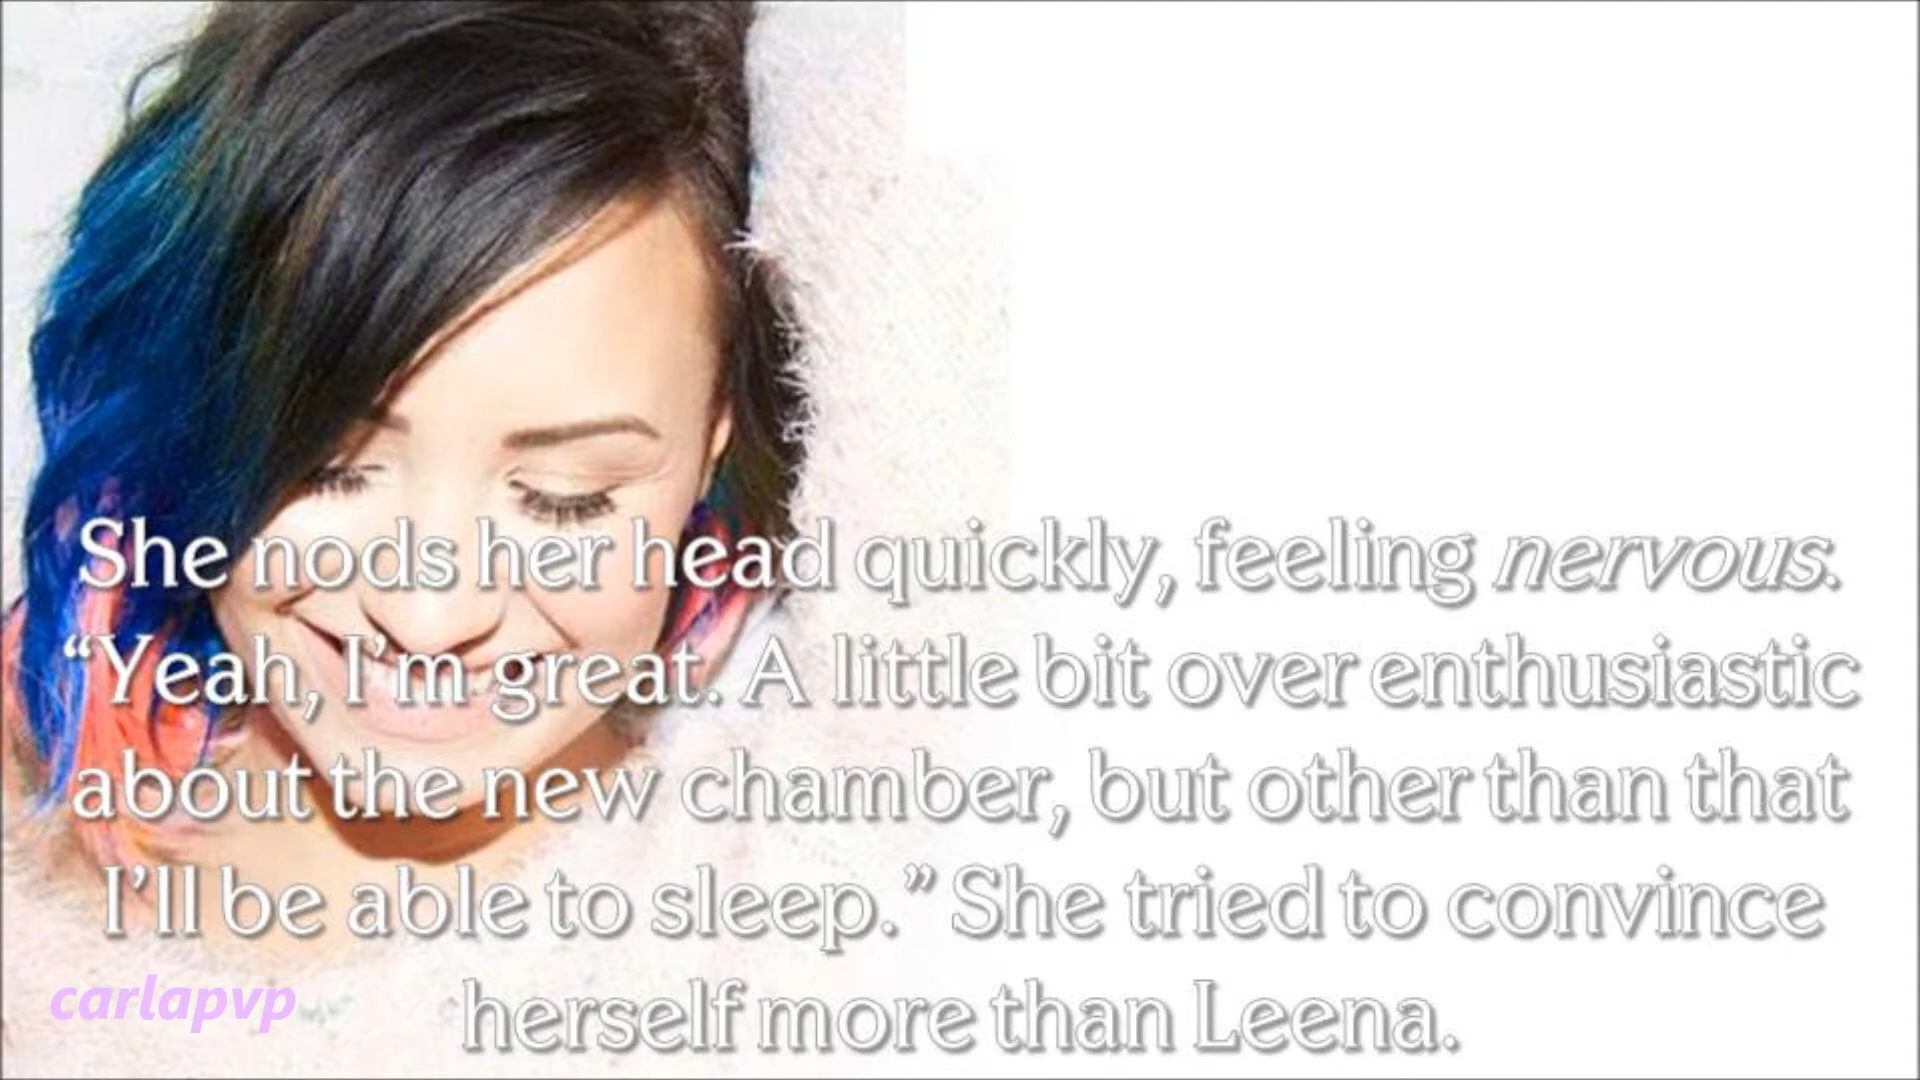 She nods her head quickly, feeling nervous.
“Yeah, I’m great. A little bit over enthusiastic
about the new chamber, but other than that
I’ll be able to sleep.” She tried to convince
herself more than Leena.
carlapvp